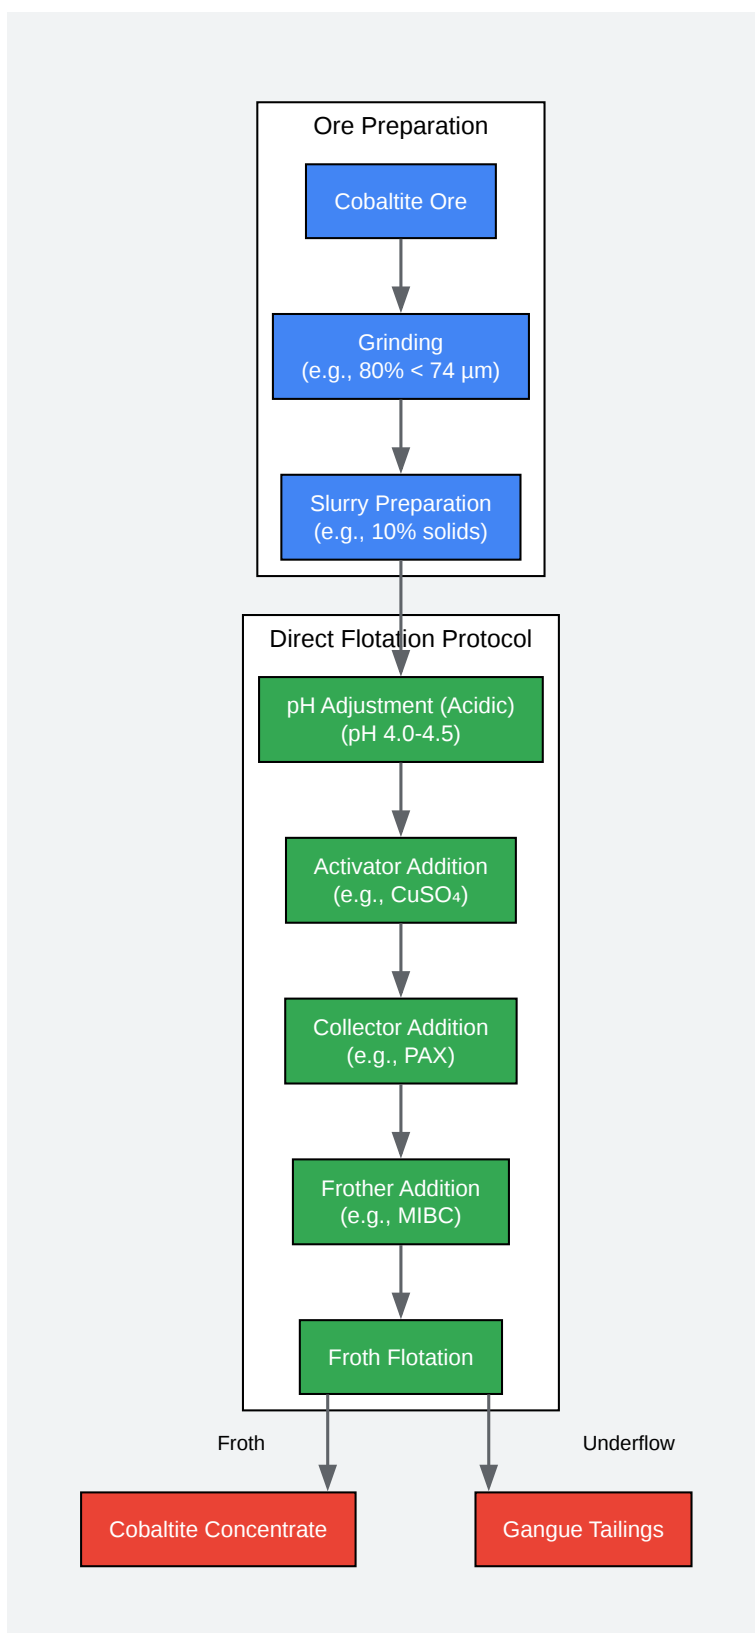 Ore Preparation
Cobaltite Ore
Grinding
(e.g., 80% < 74 µm)
Slurry Preparation
(e.g., 10% solids)
Direct Flotation Protocol
pH Adjustment (Acidic)
(pH 4.0-4.5)
Activator Addition
(e.g., CuSO₄)
Collector Addition
(e.g., PAX)
Frother Addition
(e.g., MIBC)
Froth Flotation
Froth
Underflow
Cobaltite Concentrate
Gangue Tailings